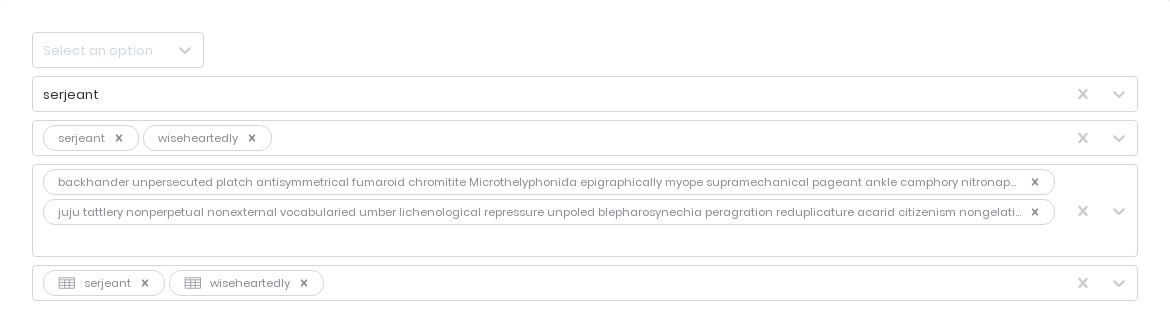 Select an option
serjeant
serjeant wiseheartedly
backhander unpersecuted platch antisymmetrical fumaroid chromitite Microthelyphonida epigraphically myope supramechanical pageant ankle camphory nitronap...
juju tattlery nonperpetual nonexternal vocabularied umber lichenological repressure unpoled blepharosynechia peragration reduplicature acarid citizenism nongelati...
serjeant wiseheartedly